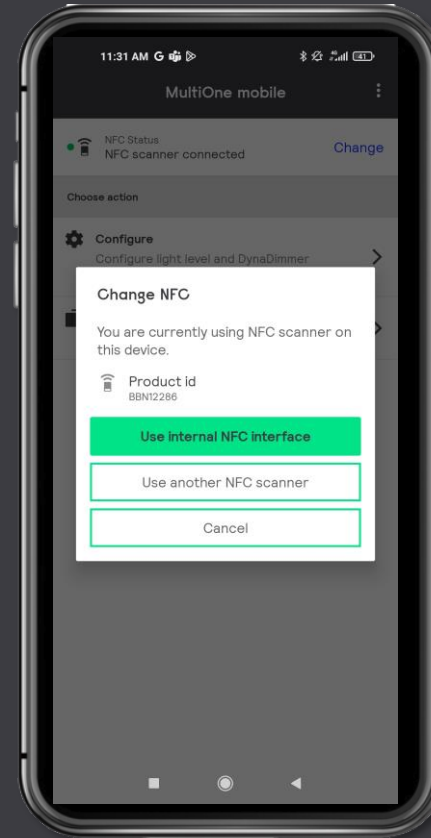 11:31 AM
MultiOne mobile
NFC Status
NFC scanner connected
Change
Choose action
Configure
Configure light level and DynaDimmer
Change NFC
You are currently using NFC scanner on
this device.
Product id
BBN12286
Use internal NFC interface
Use another NFC scanner
Cancel